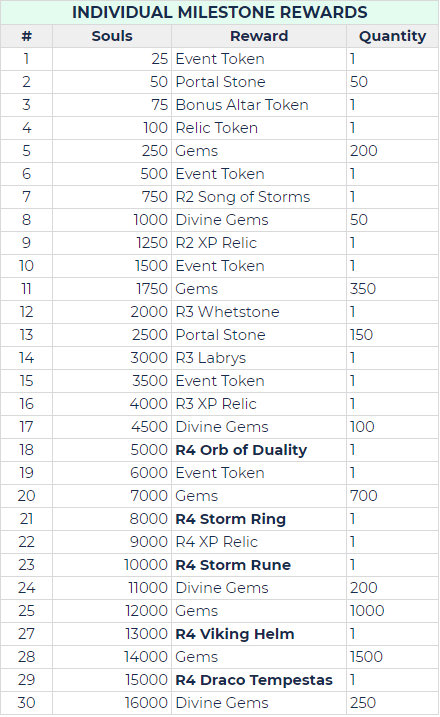 INDIVIDUAL MILESTONE REWARDS
# Souls Reward Quantity
1 25 Event Token 1
2 50 Portal Stone 50
3 75 Bonus Altar Token 1
4 100 Relic Token 1
5 250 Gems 200
6 500 Event Token 1
7 750 R2 Song of Storms 1
8 1000 Divine Gems 50
9 1250 R2 XP Relic 1
10 1500 Event Token 1
11 1750 Gems 350
12 2000 R3 Whetstone 1
13 2500 Portal Stone 150
14 3000 R3 Labrys 1
15 3500 Event Token 1
16 4000 R3 XP Relic 1
17 4500 Divine Gems 100
18 5000 R4 Orb of Duality 1
19 6000 Event Token 1
20 7000 Gems 700
21 8000 R4 Storm Ring 1
22 9000 R4 XP Relic 1
23 10000 R4 Storm Rune 1
24 11000 Divine Gems 200
25 12000 Gems 1000
27 13000 R4 Viking Helm 1
28 14000 Gems 1500
29 15000 R4 Draco Tempestas 1
30 16000 Divine Gems 250